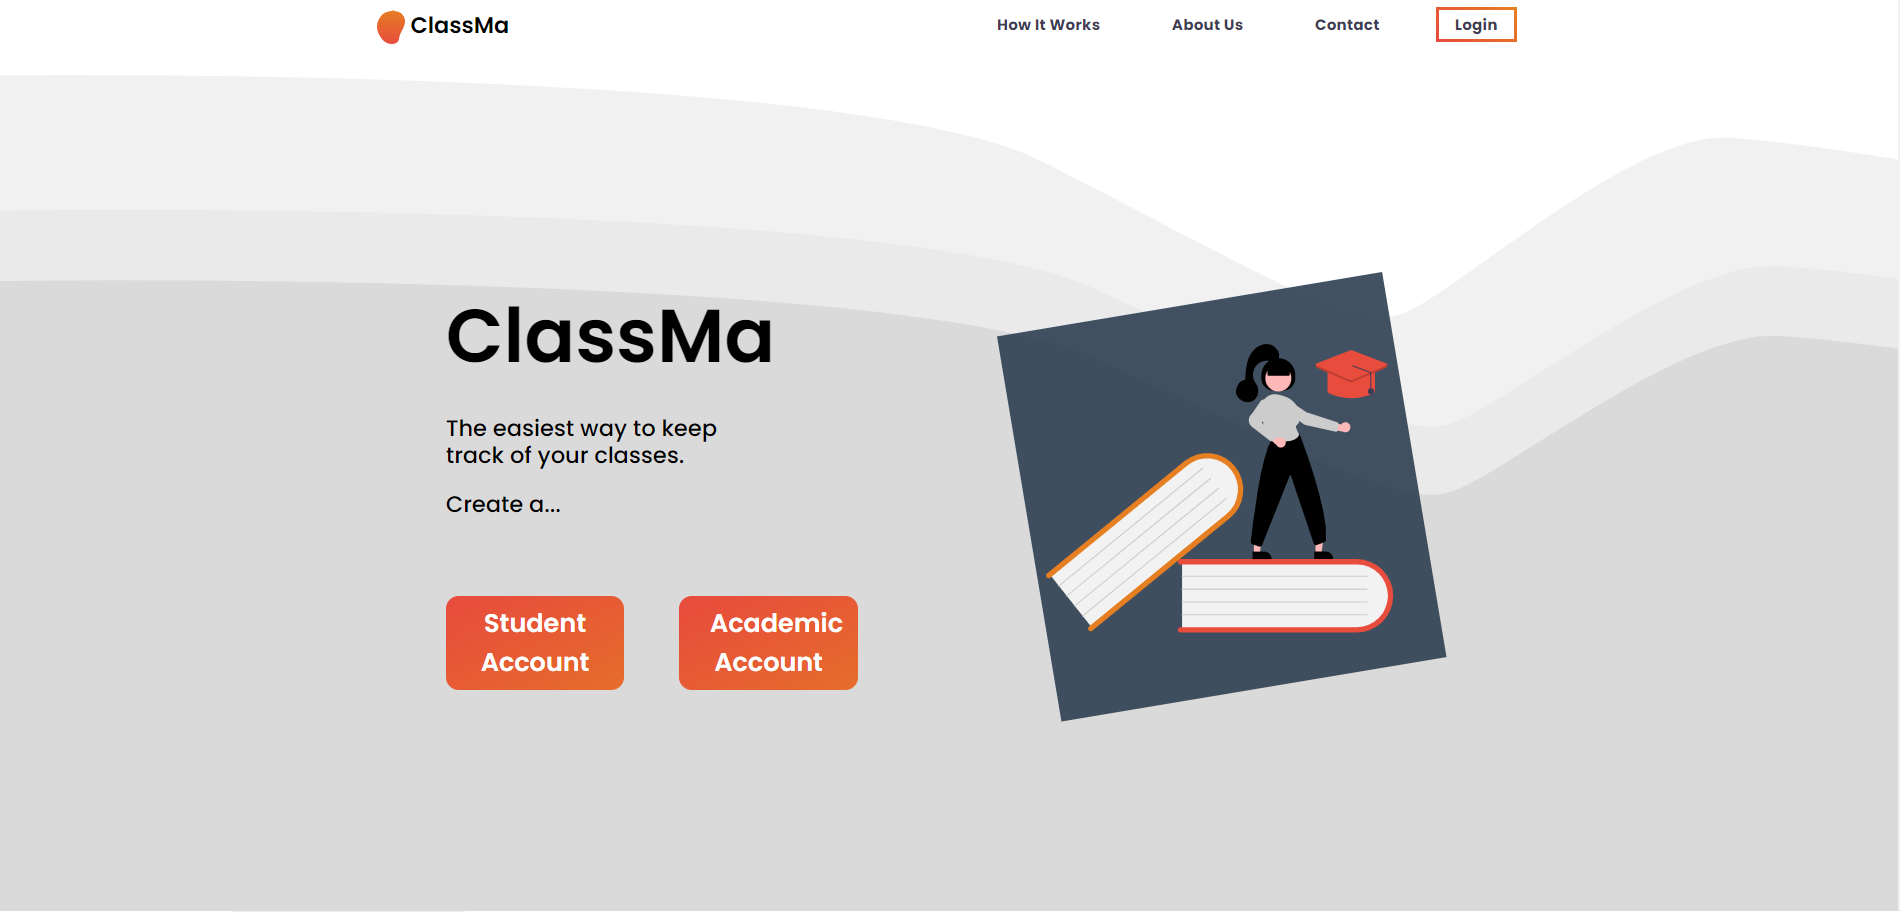 ClassMa
How It Works
About Us
Contact
Login
ClassMa
The easiest way to keep
track of your classes.
Create a...
Student
Account
Academic
Account